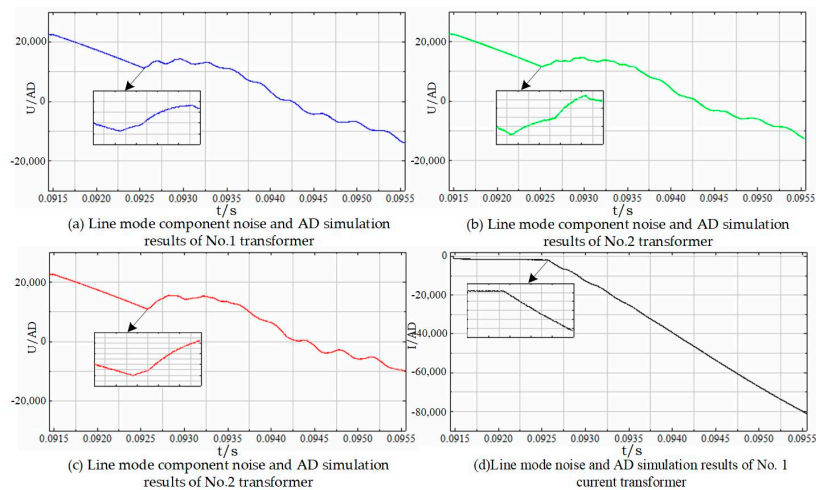 20,000
0
-20,000
U/AD
0.0915 0.0920 0.0925 0.0930 0.0935 0.0940 0.0945 0.0950 0.0955
t/s
(a) Line mode component noise and AD simulation
results of No.1 transformer
20,000
0
-20,000
U/AD
0.0915 0.0920 0.0925 0.0930 0.0935 0.0940 0.0945 0.0950 0.0955
t/s
(b) Line mode component noise and AD simulation
results of No.2 transformer
20,000
0
-20,000
U/AD
0.0915 0.0920 0.0925 0.0930 0.0935 0.0940 0.0945 0.0950 0.0955
t/s
(c) Line mode component noise and AD simulation
results of No.2 transformer
0
-20,000
-40,000
-60,000
-80,000
I/AD
0.0915 0.0920 0.0925 0.0930 0.0935 0.0940 0.0945 0.0950 0.0955
t/s
(d)Line mode noise and AD simulation results of No. 1
current transformer